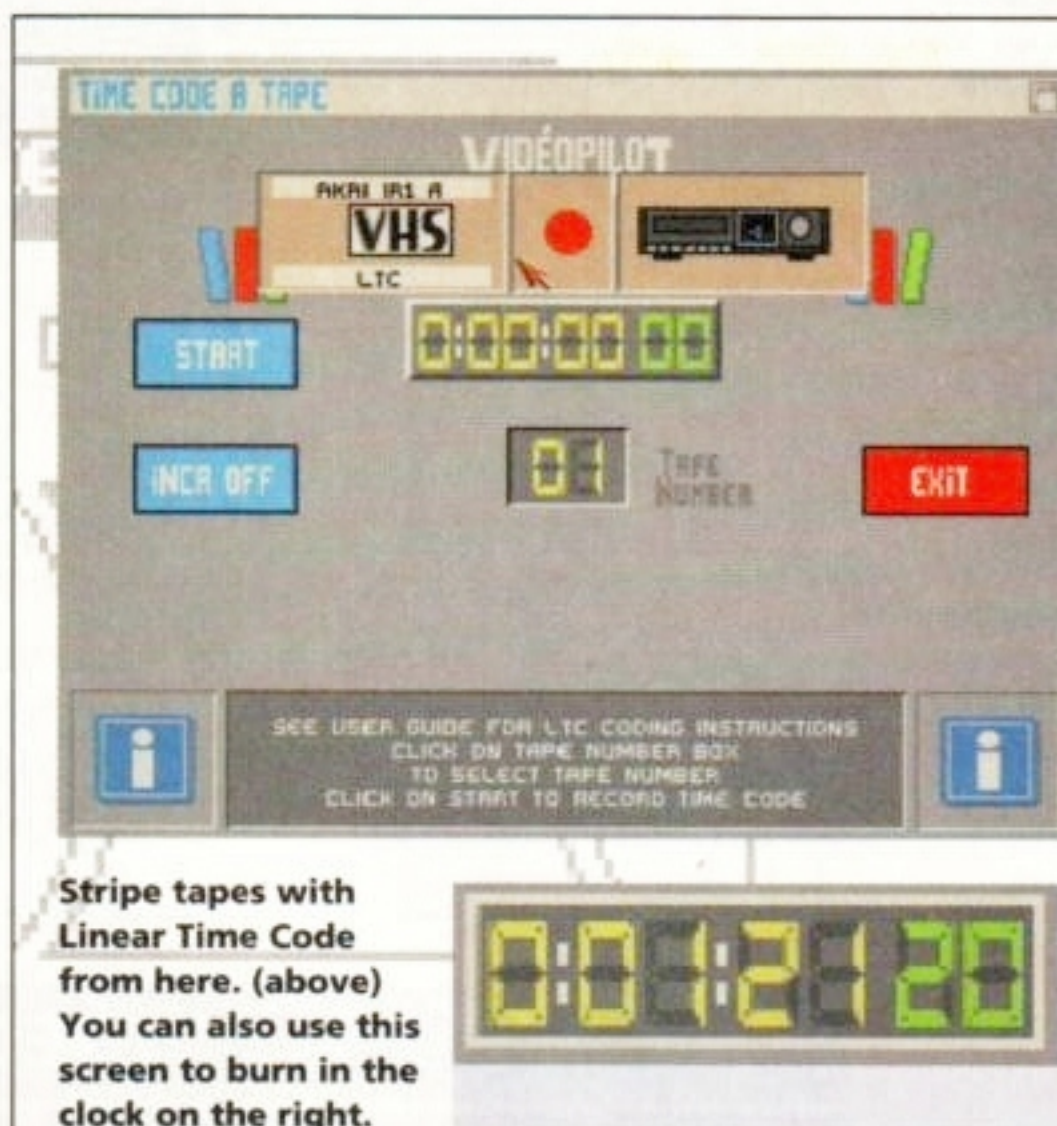 TiME CODE A TAPE
VIDÉOPILOT
AKAI IR1 A
VHS
LTC
START
0:00:00 00
iNCR OFF
01
TAPE
NUMBER
EXiT
SEE USER GUIDE FOR LTC CODING INSTRUCTIONS
CLICK ON TAPE NUMBER BOX
TO SELECT TAPE NUMBER
CLICK ON START TO RECORD TIME CODE
i
i
Stripe tapes with
Linear Time Code
from here. (above)
You can also use this
screen to burn in the
clock on the right.
0:01:21 20